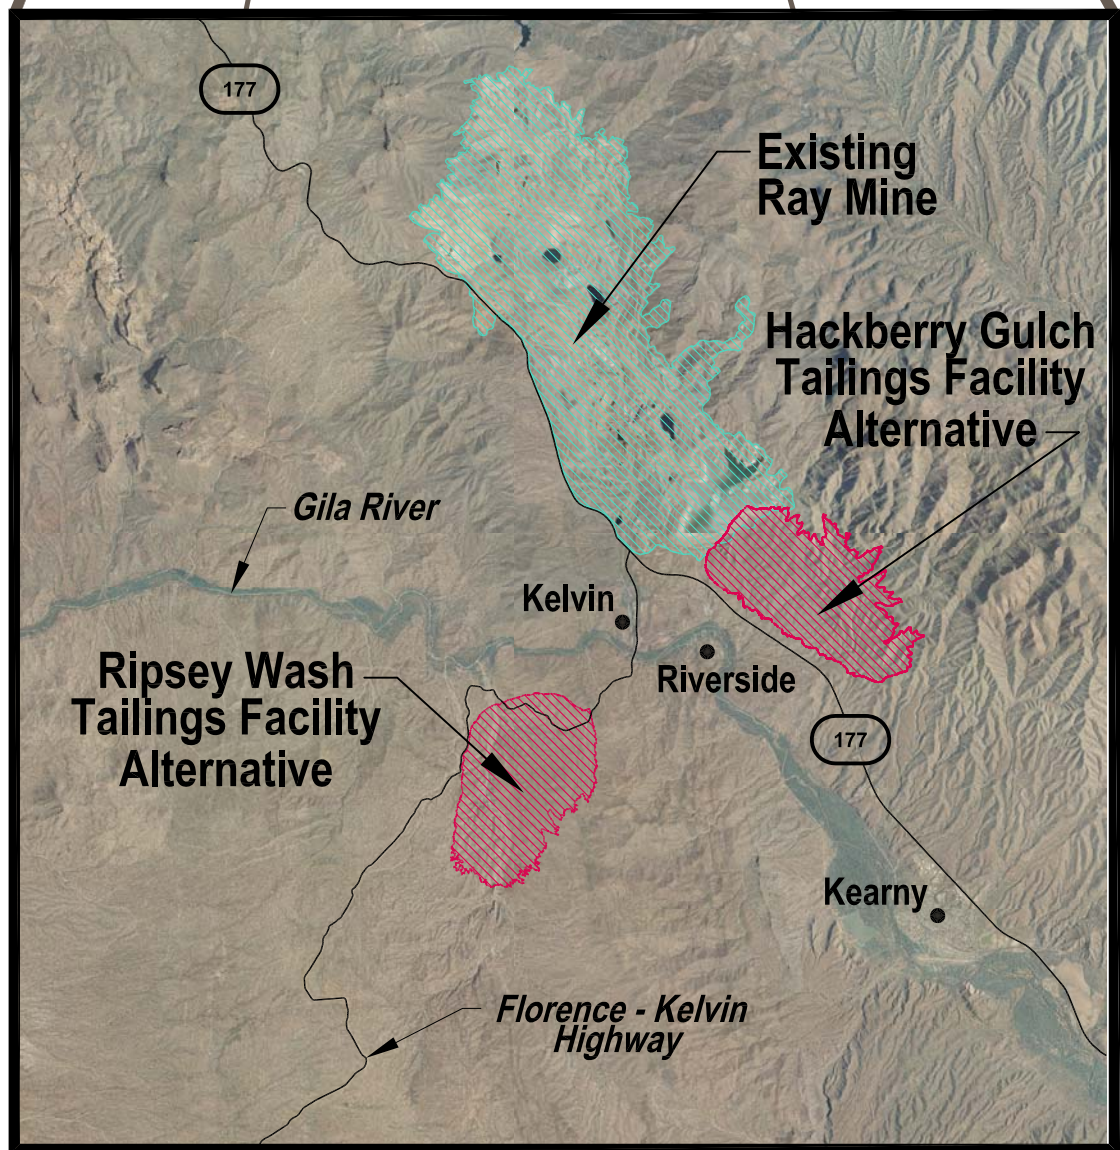 177
Existing
Ray Mine
Hackberry Gulch
Tailings Facility
Alternative
Gila River
Kelvin
Ripsey Wash
Tailings Facility
Alternative
Riverside
177
Kearny
Florence - Kelvin
Highway